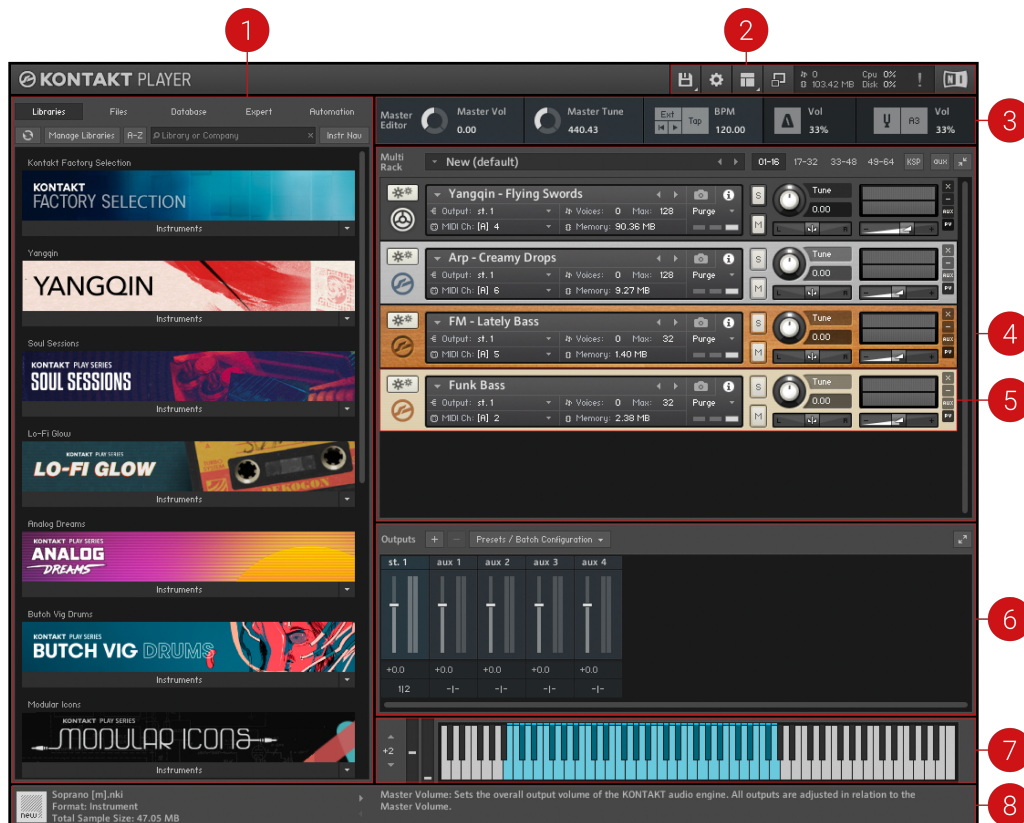 1
2
KONTAKT PLAYER
0
103.42 MB
Cpu 0%
Disk 0%
!
NI
Libraries
Files
Database
Expert
Automation
Manage Libraries
A-Z
Library or Company
×
Instr Nav
Kontakt Factory Selection
KONTAKT
FACTORY SELECTION
Instruments
Yangqin
YANGQIN
Instruments
Soul Sessions
KONTAKT PLAY SERIES
SOUL SESSIONS
Instruments
Lo-Fi Glow
KONTAKT PLAY SERIES
LO-FI GLOW
Instruments
Analog Dreams
KONTAKT PLAY SERIES
ANALOG
DREAMS
Instruments
Butch Vig Drums
KONTAKT PLAY SERIES
BUTCH VIG DRUMS
Instruments
Modular Icons
KONTAKT PLAY SERIES
MODULAR ICONS
Instruments
Master
Editor
Master Vol
0.00
Master Tune
440.43
Ext
Tap
BPM
120.00
Vol
33%
A3
Vol
33%
3
Multi
Rack
New (default)
01-16
17-32
33-48
49-64
KSP
aux
Yangqin - Flying Swords
Output: st. 1
Voices: 0 Max: 128
Purge
MIDI Ch: [A] 4
Memory: 90.36 MB
S
M
Tune
0.00
L R
- +
AUX
PV
Arp - Creamy Drops
Output: st. 1
Voices: 0 Max: 128
Purge
MIDI Ch: [A] 6
Memory: 9.27 MB
S
M
Tune
0.00
L R
- +
AUX
PV
FM - Lately Bass
Output: st. 1
Voices: 0 Max: 32
Purge
MIDI Ch: [A] 5
Memory: 1.40 MB
S
M
Tune
0.00
L R
- +
AUX
PV
4
Funk Bass
Output: st. 1
Voices: 0 Max: 32
Purge
MIDI Ch: [A] 2
Memory: 2.38 MB
S
M
Tune
0.00
L R
- +
AUX
PV
5
Outputs
+
-
Presets / Batch Configuration
st. 1
aux 1
aux 2
aux 3
aux 4
+0.0
+0.0
+0.0
+0.0
+0.0
1|2
-|-
-|-
-|-
-|-
6
+2
7
new
Soprano [m].nki
Format: Instrument
Total Sample Size: 47.05 MB
Master Volume: Sets the overall output volume of the KONTAKT audio engine. All outputs are adjusted in relation to the
Master Volume.
8